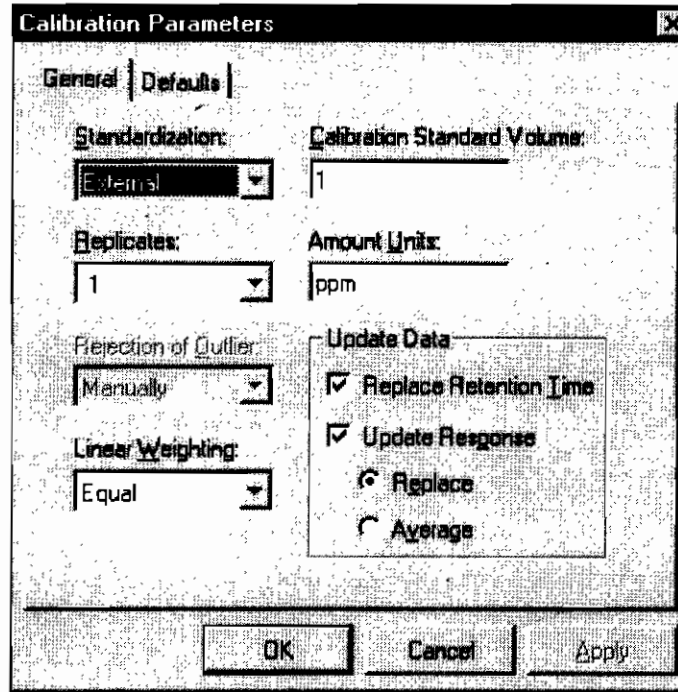 Calibration Parameters
General Defaults
Standardization: Calibration Standard Volume:
External 1
Replicates: Amount Units:
1 ppm
Rejection of Outlier
Manually
Update Data
Replace Retention Time
Linear Weighting:
Equal
Update Response
Replace
Average
OK Cancel Apply